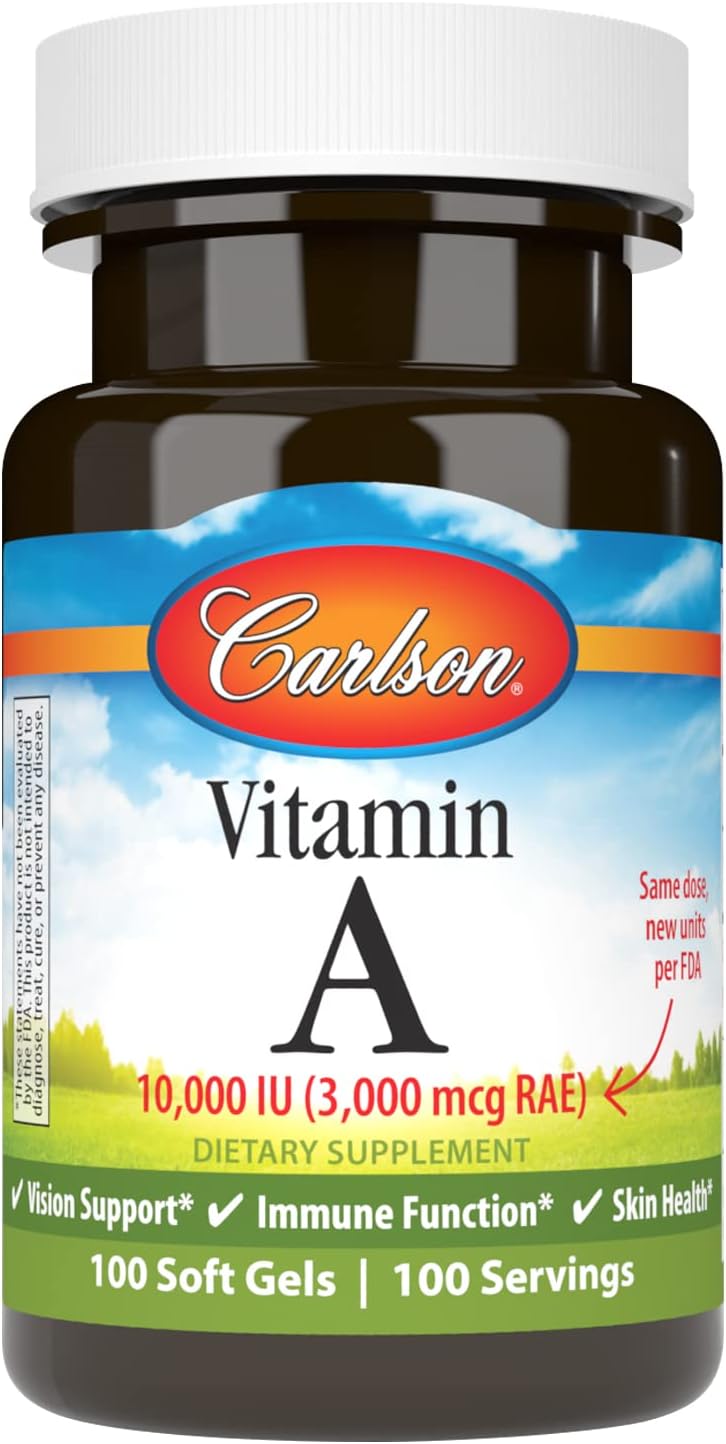 Carlson®
Vitamin
A
Same dose,
new units
per FDA
10,000 IU (3,000 mcg RAE)
DIETARY SUPPLEMENT
✓ Vision Support* ✓ Immune Function* ✓ Skin Health*
100 Soft Gels | 100 Servings
*These statements have not been evaluated
by the FDA. This product is not intended to
diagnose, treat, cure, or prevent any disease.